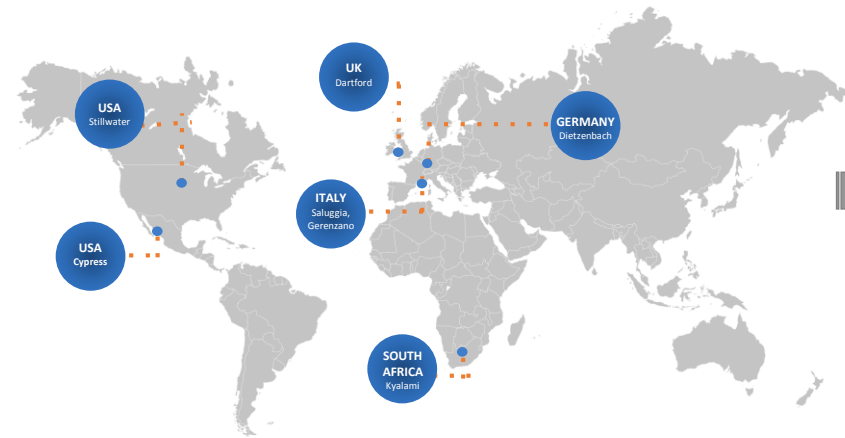 UK
Dartford
USA
Stillwater
GERMANY
Dietzenbach
ITALY
Saluggia,
Gerenzano
USA
Cypress
SOUTH
AFRICA
Kyalami